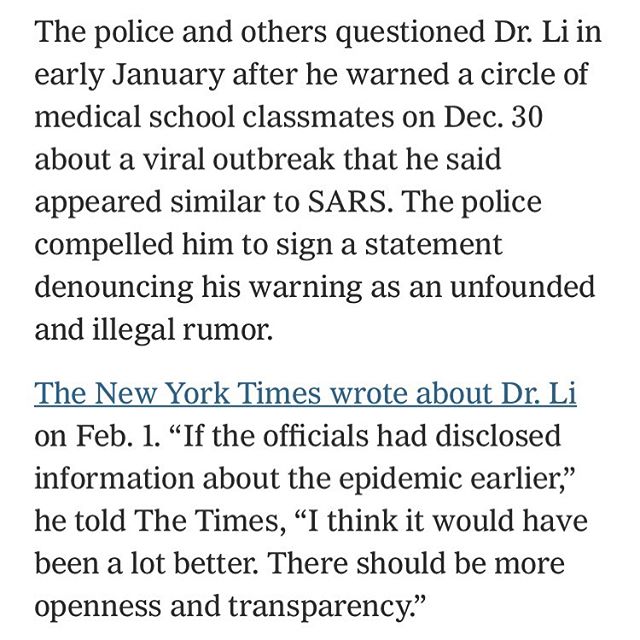 The police and others questioned Dr. Li in
early January after he warned a circle of
medical school classmates on Dec. 30
about a viral outbreak that he said
appeared similar to SARS. The police
compelled him to sign a statement
denouncing his warning as an unfounded
and illegal rumor.
The New York Times wrote about Dr. Li
on Feb. 1. “If the officials had disclosed
information about the epidemic earlier,”
he told The Times, “I think it would have
been a lot better. There should be more
openness and transparency.”